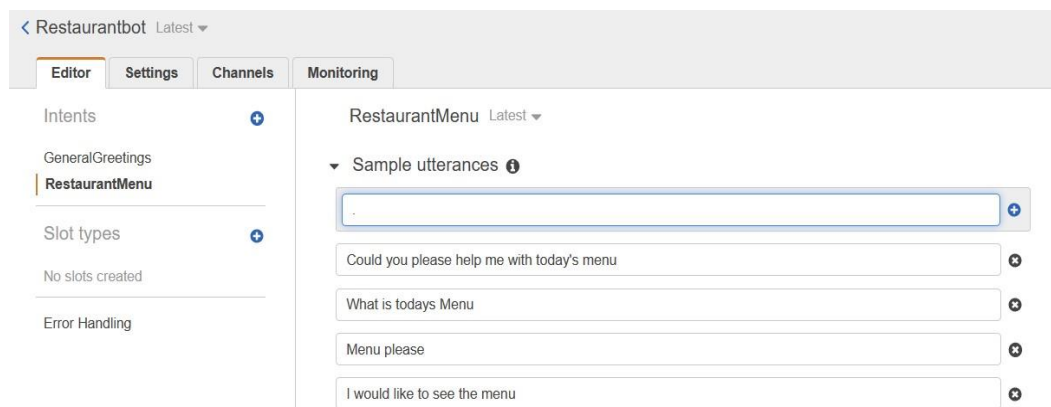 Restaurantbot Latest
Editor Settings Channels Monitoring
Intents
GeneralGreetings
RestaurantMenu
Slot types
No slots created
Error Handling
RestaurantMenu Latest
Sample utterances
.
Could you please help me with today's menu
What is todays Menu
Menu please
I would like to see the menu